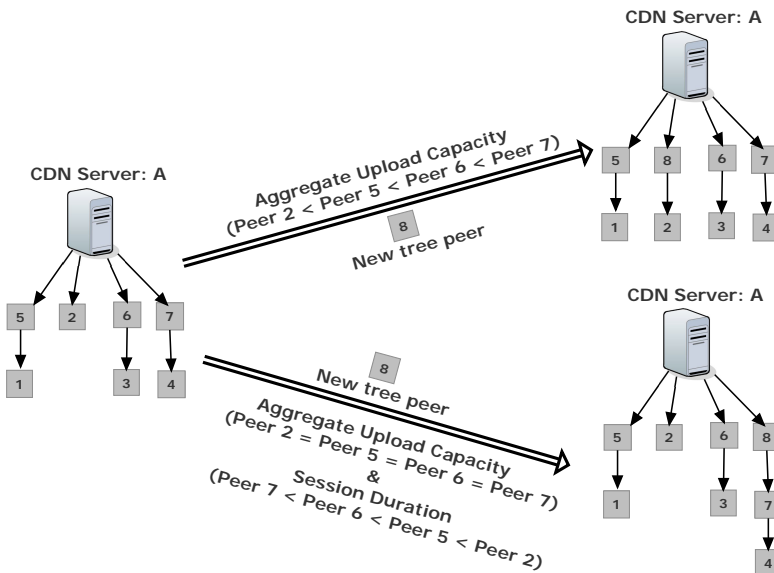 CDN Server: A
5
2
6
7
1
3
4
Aggregate Upload Capacity
(Peer 2 < Peer 5 < Peer 6 < Peer 7)
8
New tree peer
CDN Server: A
5
8
6
7
1
2
3
4
8
New tree peer
Aggregate Upload Capacity
(Peer 2 = Peer 5 = Peer 6 = Peer 7)
&
Session Duration
(Peer 7 < Peer 6 < Peer 5 < Peer 2)
CDN Server: A
5
2
6
8
1
3
7
4